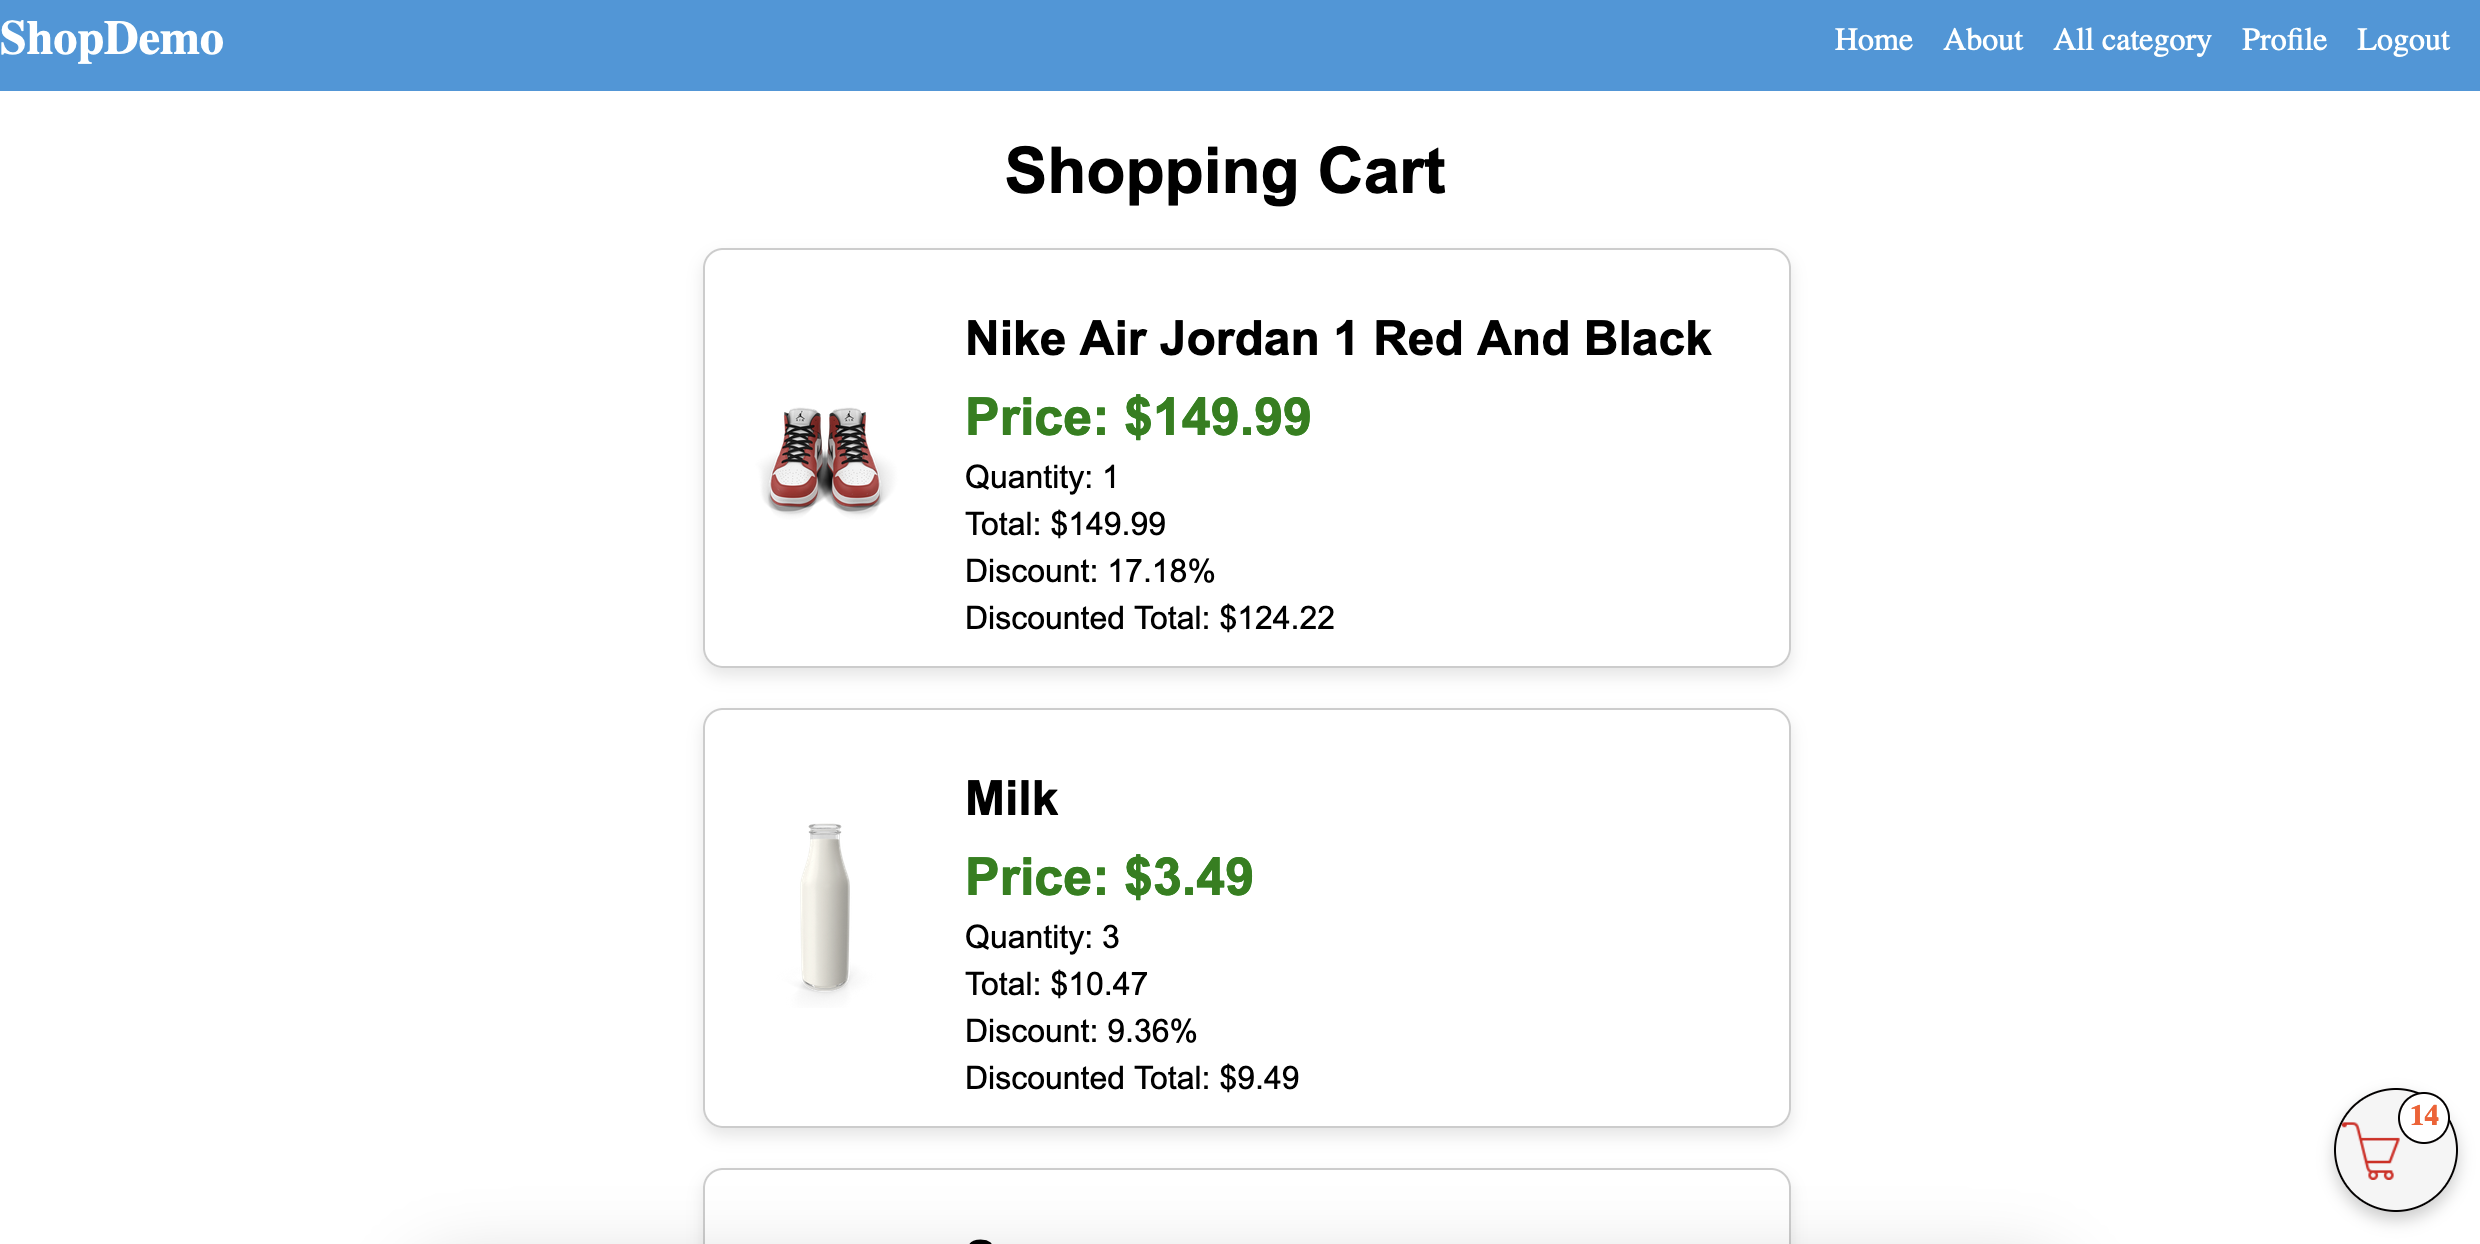 ShopDemo
Home About All category Profile Logout
Shopping Cart
Nike Air Jordan 1 Red And Black
Price: $149.99
Quantity: 1
Total: $149.99
Discount: 17.18%
Discounted Total: $124.22
Milk
Price: $3.49
Quantity: 3
Total: $10.47
Discount: 9.36%
Discounted Total: $9.49
14